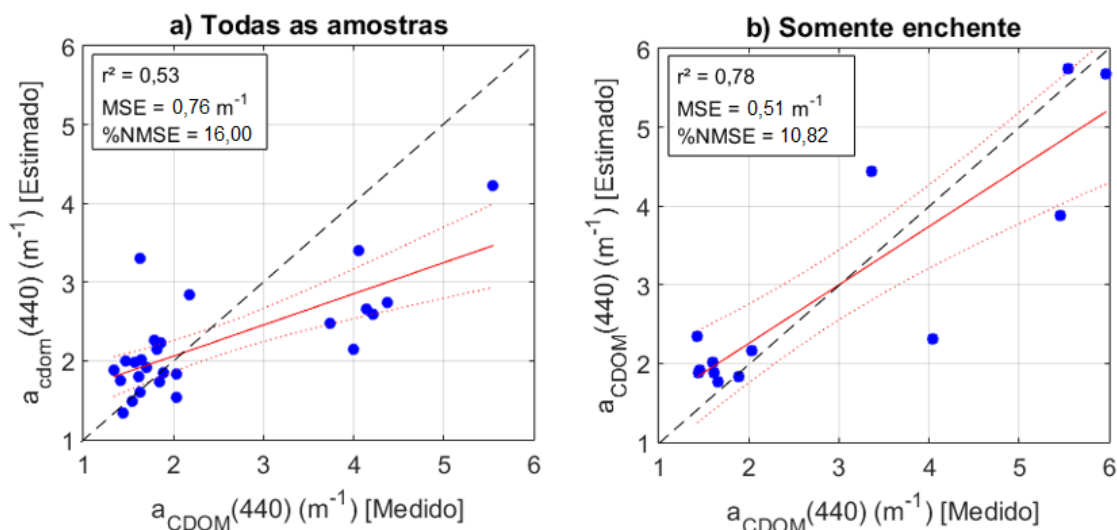 a) Todas as amostras
r² = 0,53
MSE = 0,76 m⁻¹
%NMSE = 16,00
a_cdom(440) (m⁻¹) [Estimado]
6
5
4
3
2
1
1 2 3 4 5 6
a_CDOM(440) (m⁻¹) [Medido]
b) Somente enchente
r² = 0,78
MSE = 0,51 m⁻¹
%NMSE = 10,82
a_CDOM(440) (m⁻¹) [Estimado]
6
5
4
3
2
1
1 2 3 4 5 6
a_CDOM(440) (m⁻¹) [Medido]